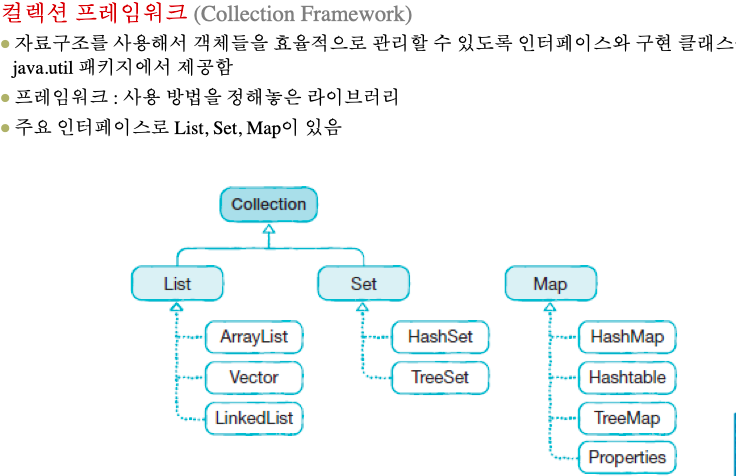 컬렉션 프레임워크 (Collection Framework)
자료구조를 사용해서 객체들을 효율적으로 관리할 수 있도록 인터페이스와 구현 클래스
java.util 패키지에서 제공함
프레임워크 : 사용 방법을 정해놓은 라이브러리
주요 인터페이스로 List, Set, Map이 있음
Collection
List Set Map
ArrayList HashSet HashMap
Vector TreeSet Hashtable
LinkedList TreeMap
Properties